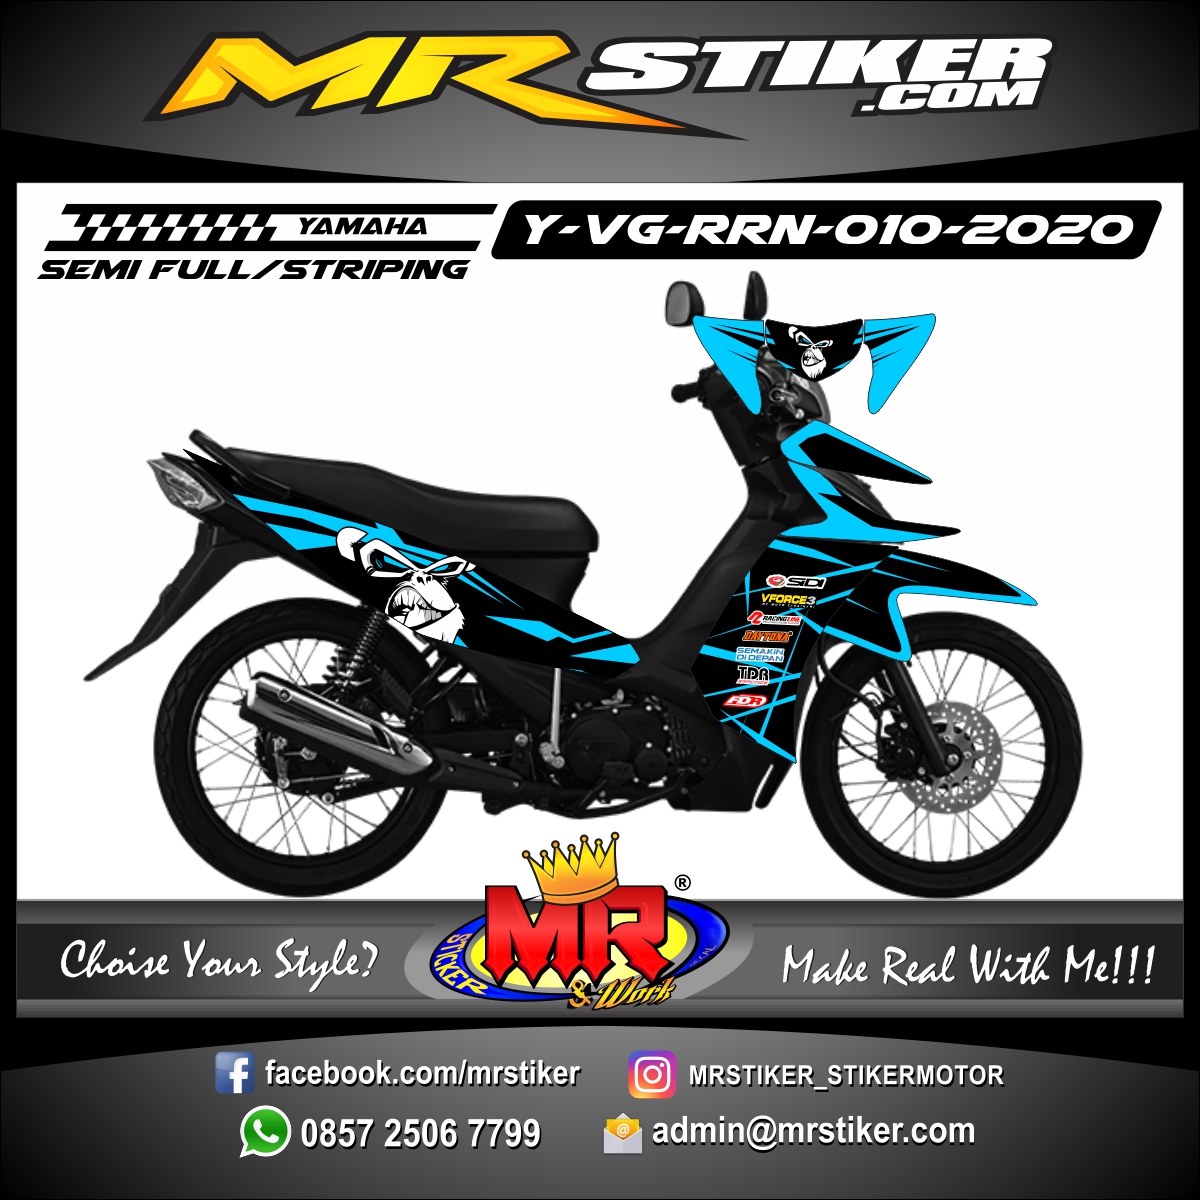 MR STIKER
.COM
YAMAHA
SEMI FULL/STRIPING
Y-VG-RRN-010-2020
SIDI
VFORCE3
RACINGLINE
DAYTONA
SEMAKIN
DI DEPAN
TDR
FDR
Choise Your Style?
MR ®
STICKER
& Work
Make Real With Me!!!
facebook.com/mrstiker
MRSTIKER_STIKERMOTOR
0857 2506 7799
admin@mrstiker.com